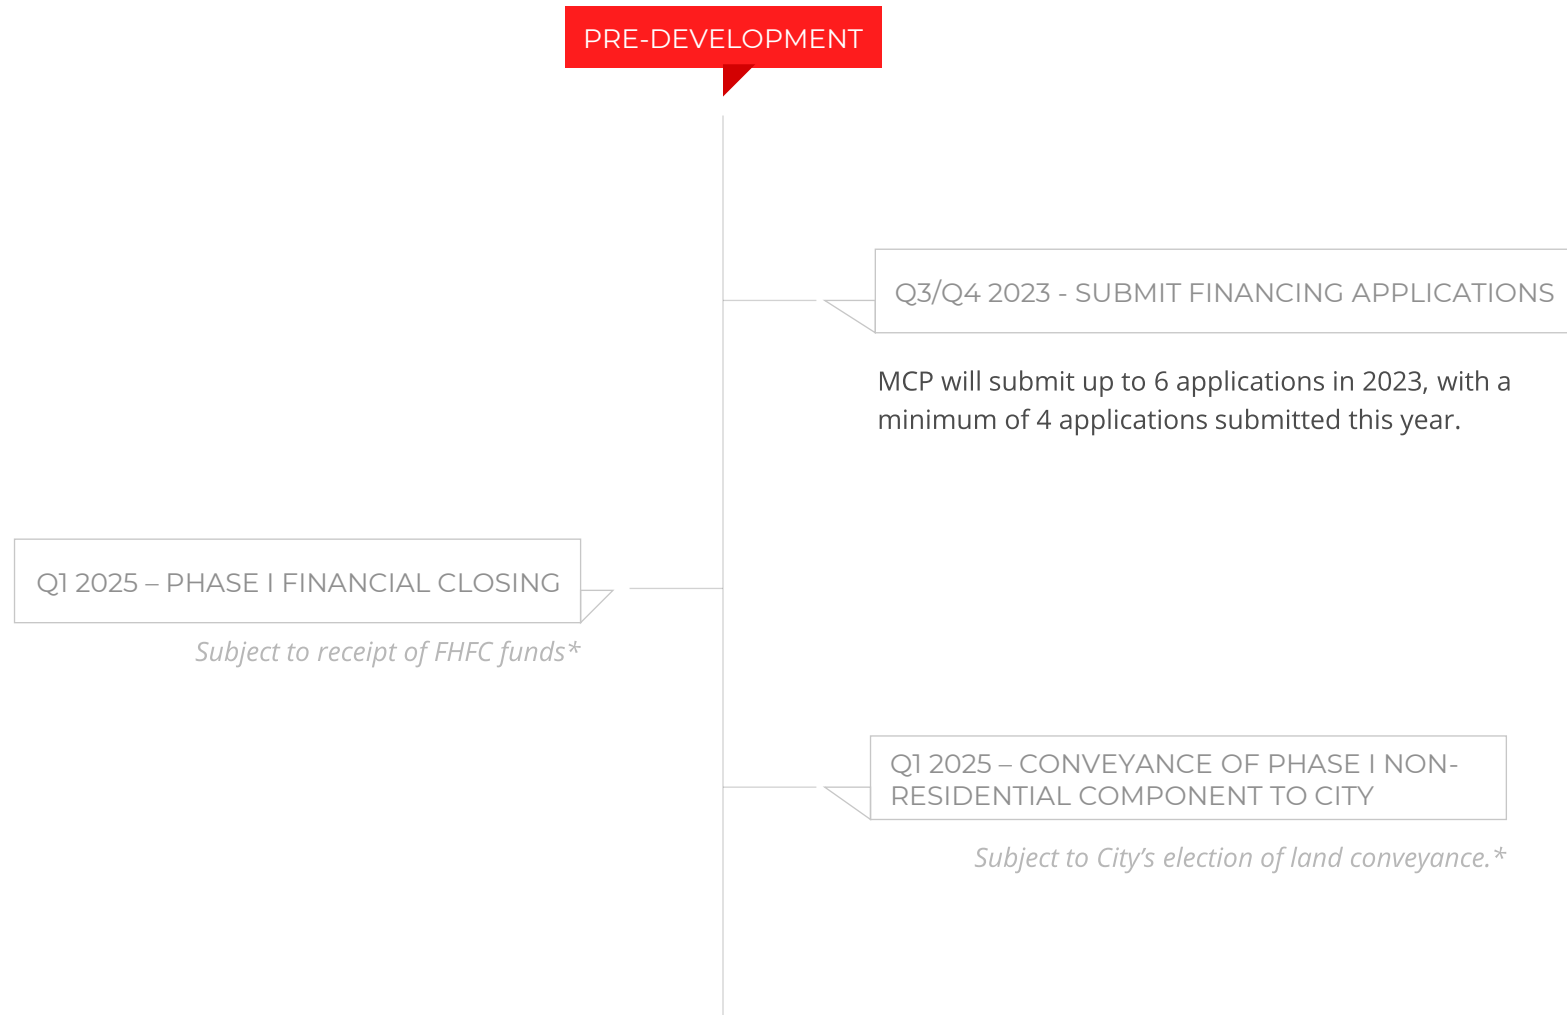 PRE-DEVELOPMENT
Q3/Q4 2023 - SUBMIT FINANCING APPLICATIONS
MCP will submit up to 6 applications in 2023, with a
minimum of 4 applications submitted this year.
Q1 2025 – PHASE I FINANCIAL CLOSING
Subject to receipt of FHFC funds*
Q1 2025 – CONVEYANCE OF PHASE I NON-
RESIDENTIAL COMPONENT TO CITY
Subject to City’s election of land conveyance.*